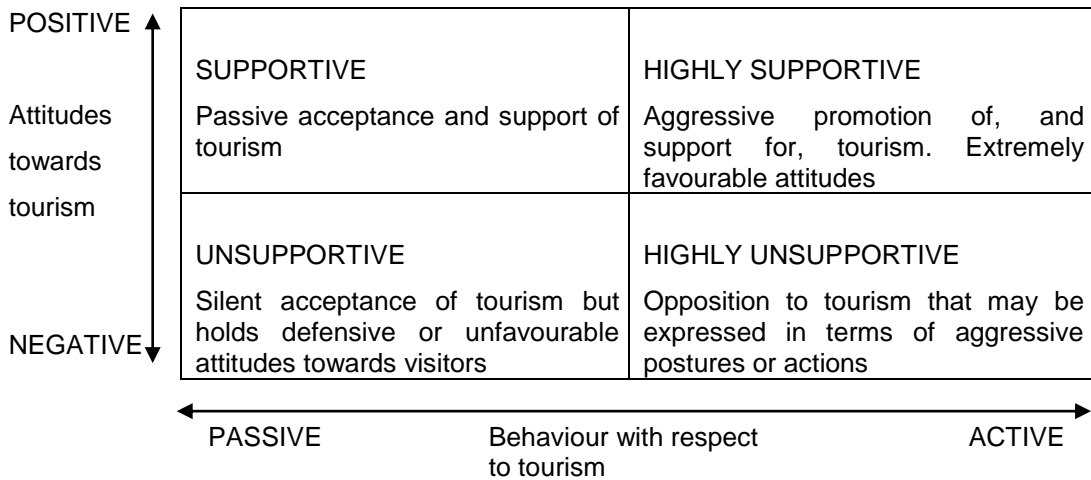 POSITIVE
Attitudes
towards
tourism
NEGATIVE
SUPPORTIVE
Passive acceptance and support of
tourism
HIGHLY SUPPORTIVE
Aggressive promotion of, and
support for, tourism. Extremely
favourable attitudes
UNSUPPORTIVE
Silent acceptance of tourism but
holds defensive or unfavourable
attitudes towards visitors
HIGHLY UNSUPPORTIVE
Opposition to tourism that may be
expressed in terms of aggressive
postures or actions
PASSIVE
Behaviour with respect
to tourism
ACTIVE